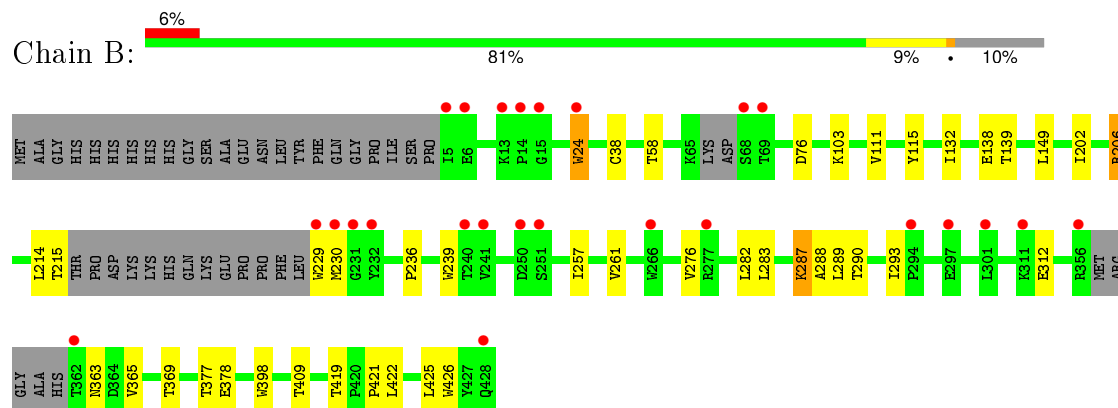 6%
Chain B:
81% 9% • 10%
MET ALA GLY HIS HIS HIS HIS HIS HIS GLY SER ALA GLU ASN LEU TYR PHE GLN GLY PRO ILE SER PRO I5 E6 K13 P14 G15 W24 C38 T58 K65 LYS ASP S68 T69 D76 K103 V111 Y115 I132 E138 T139 L149 I202 R206
L214 T215 THR PRO ASP LYS LYS HIS GLN LYS GLU PRO PRO PHE LEU W229 M230 G231 Y232 P236 W239 T240 V241 D250 S251 I257 V261 W266 V276 R277 L282 L283 K287 A288 L289 T290 I293 P294 E297 L301 K311 E312 R356 MET ARG
GLY ALA HIS T362 N363 D364 V365 T369 T377 E378 W398 T409 T419 P420 P421 L422 L425 W426 Y427 Q428